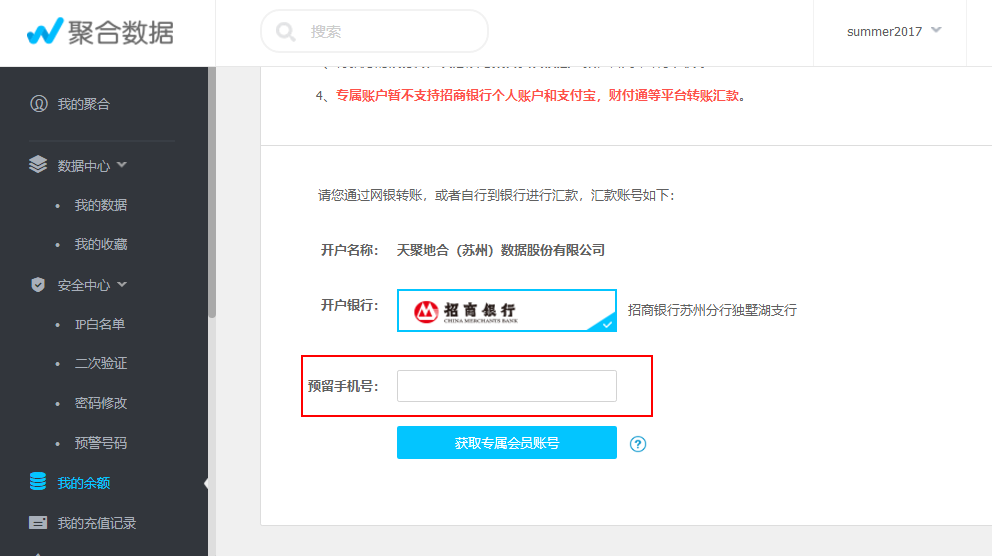 聚合数据
搜索
summer2017
我的聚合
数据中心
我的数据
我的收藏
安全中心
IP白名单
二次验证
密码修改
预警号码
我的余额
我的充值记录
4、专属账户暂不支持招商银行个人账户和支付宝，财付通等平台转账汇款。
请您通过网银转账，或者自行到银行进行汇款，汇款账号如下：
开户名称： 天聚地合（苏州）数据股份有限公司
开户银行： 招商银行 招商银行苏州分行独墅湖支行
CHINA MERCHANTS BANK
预留手机号：
获取专属会员账号 ?